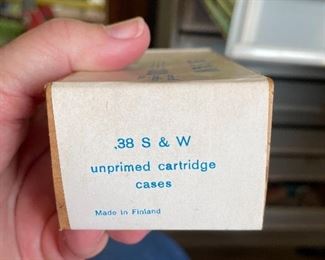 .38 S & W
unprimed cartridge
cases
Made in Finland